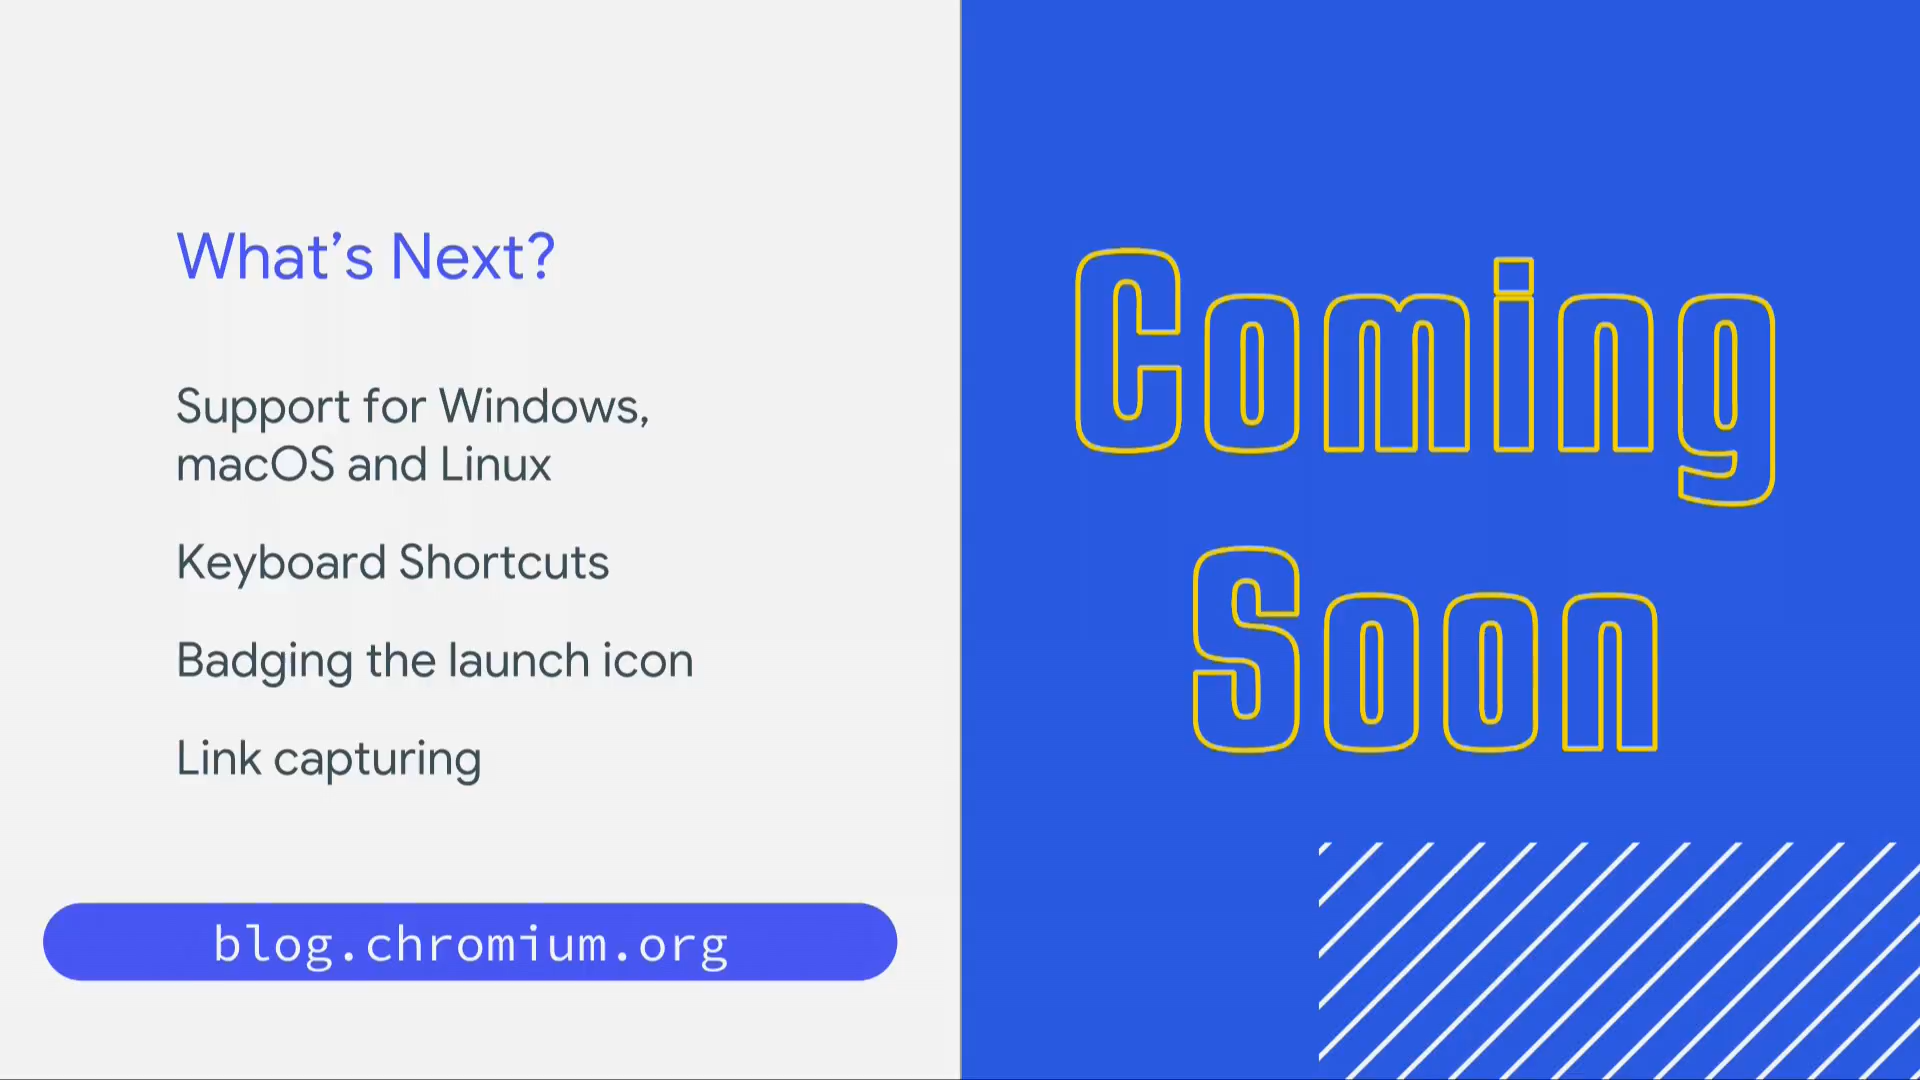 What’s Next?
Support for Windows,
macOS and Linux
Keyboard Shortcuts
Badging the launch icon
Link capturing
blog.chromium.org
Coming
Soon